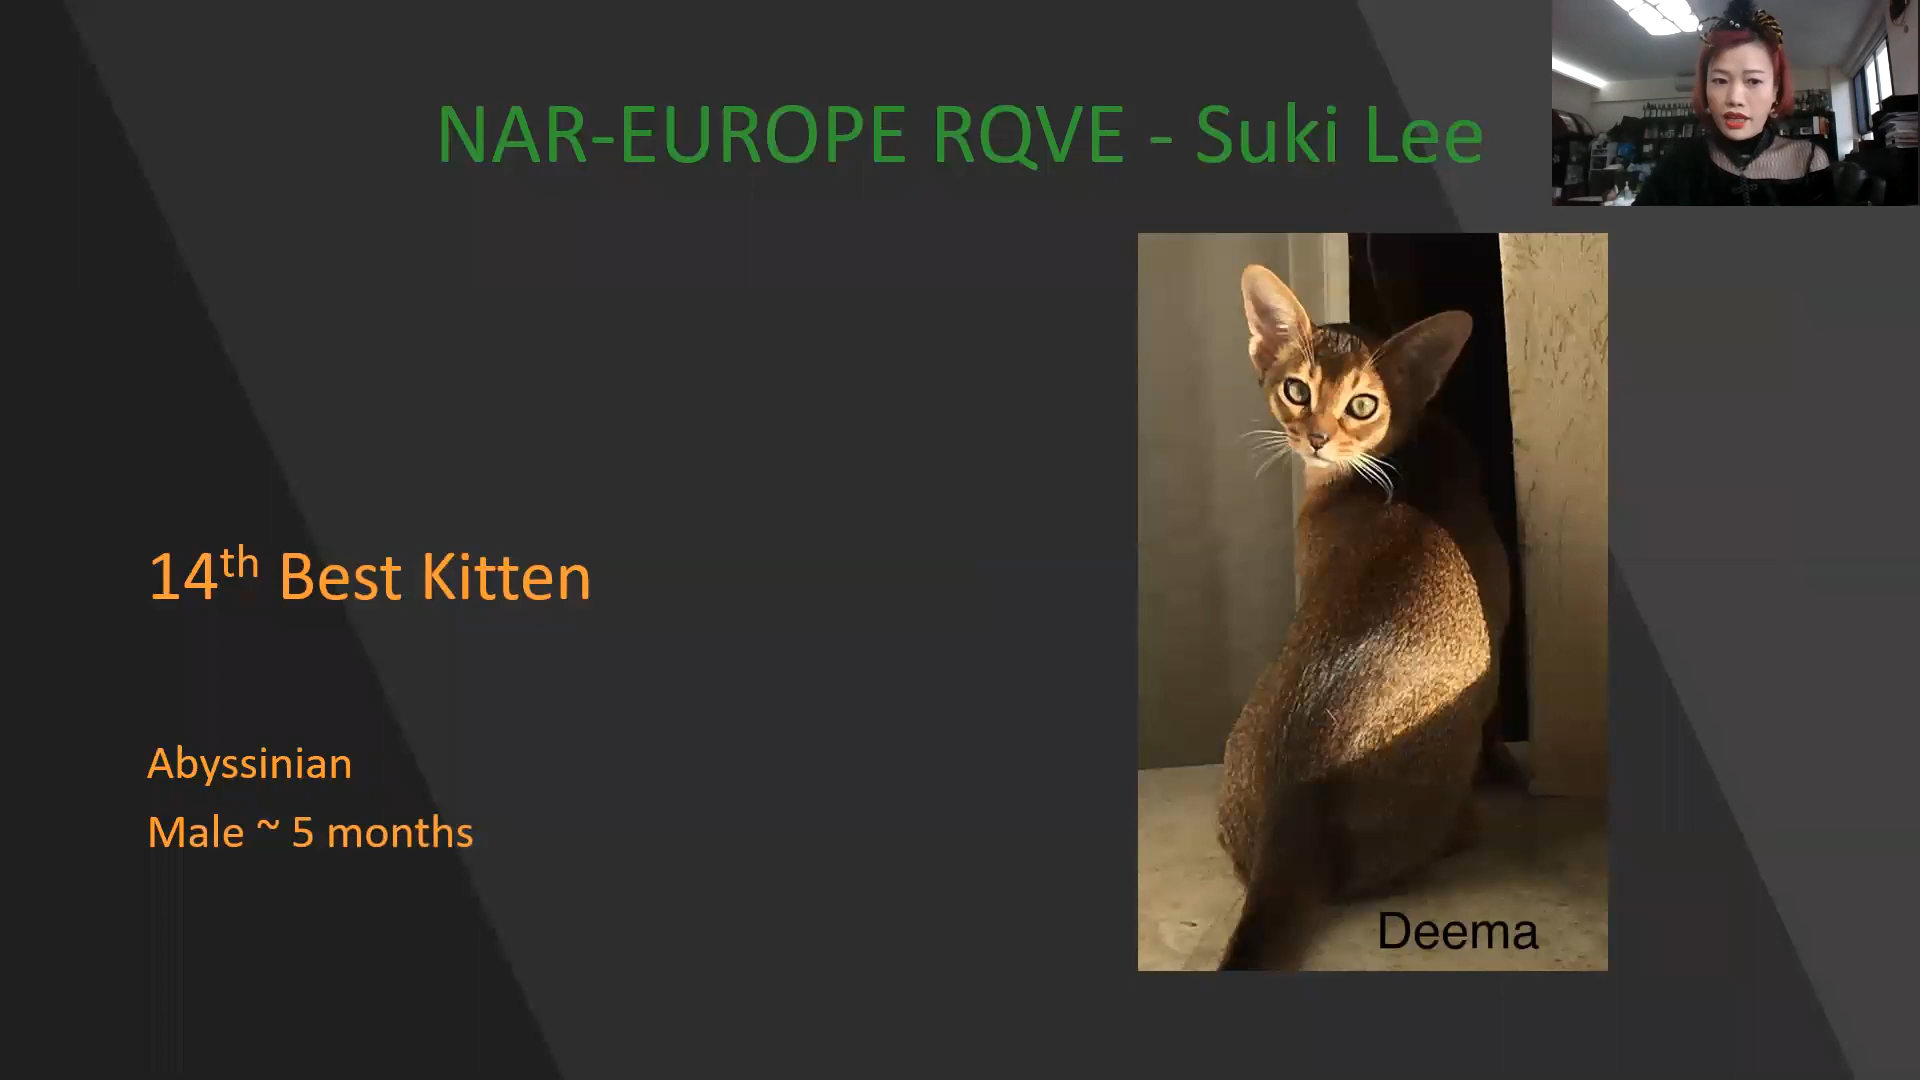 NAR-EUROPE RQVE - Suki Lee
14th Best Kitten
Abyssinian
Male ~ 5 months
Deema